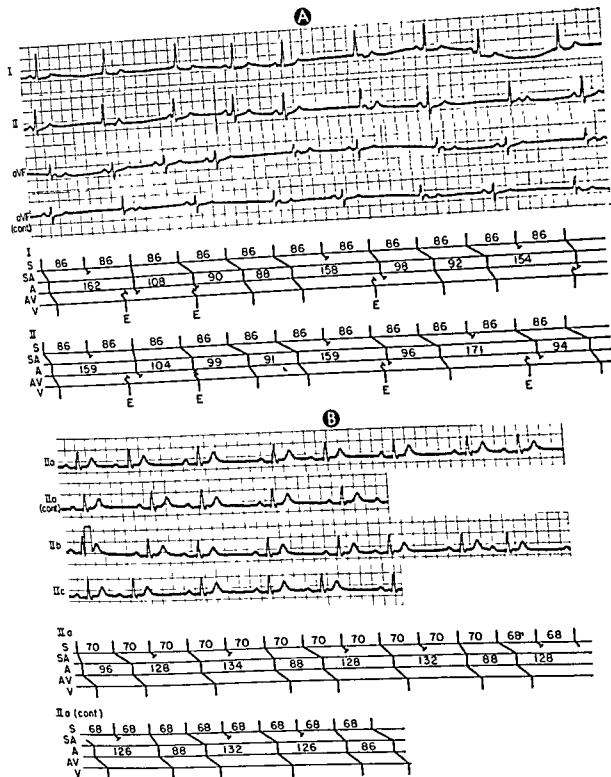 A
I
II
aVF
aVF
(cont)
I
S 86 86 86 86 86 86 86 86 86
SA
A 162 108 90 88 158 98 92 154
AV
V E E E E
II
S 86 86 86 86 86 86 86 86 86
SA
A 159 104 99 91 159 96 171 94
AV
V E E E E
B
IIa
IIa
(cont)
IIb
IIc
IIa
S 70 70 70 70 70 70 70 70 70 70 70 68 68
SA
A 96 128 134 88 128 132 88 128
AV
V
IIa (cont)
S 68 68 68 68 68 68 68 68
SA
A 126 88 132 126 86
AV
V